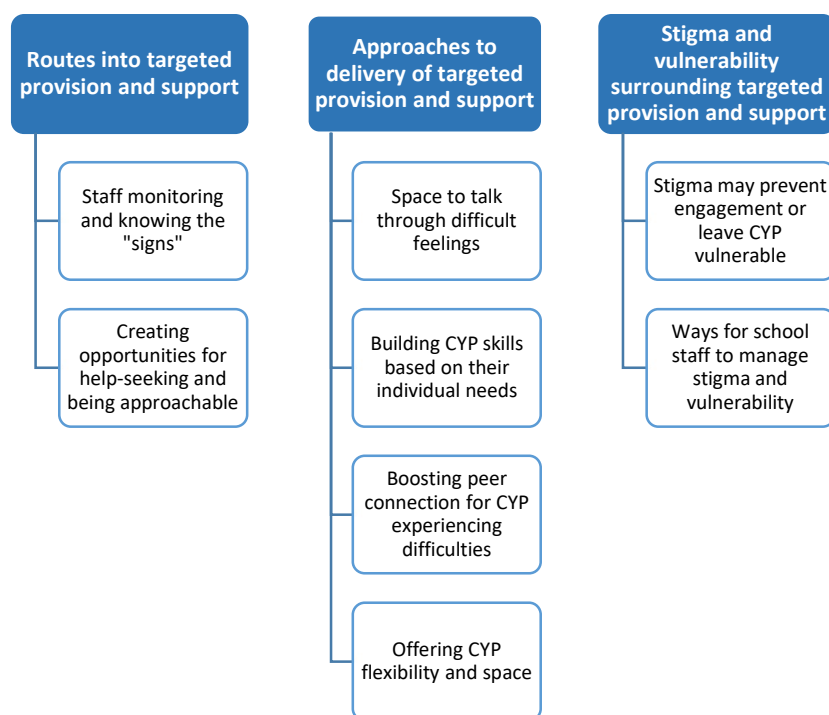 Routes into targeted
provision and support
Staff monitoring
and knowing the
"signs"
Creating
opportunities for
help-seeking and
being approachable
Approaches to
delivery of targeted
provision and support
Space to talk
through difficult
feelings
Building CYP skills
based on their
individual needs
Boosting peer
connection for CYP
experiencing
difficulties
Offering CYP
flexibility and space
Stigma and
vulnerability
surrounding targeted
provision and support
Stigma may prevent
engagement or
leave CYP
vulnerable
Ways for school
staff to manage
stigma and
vulnerability